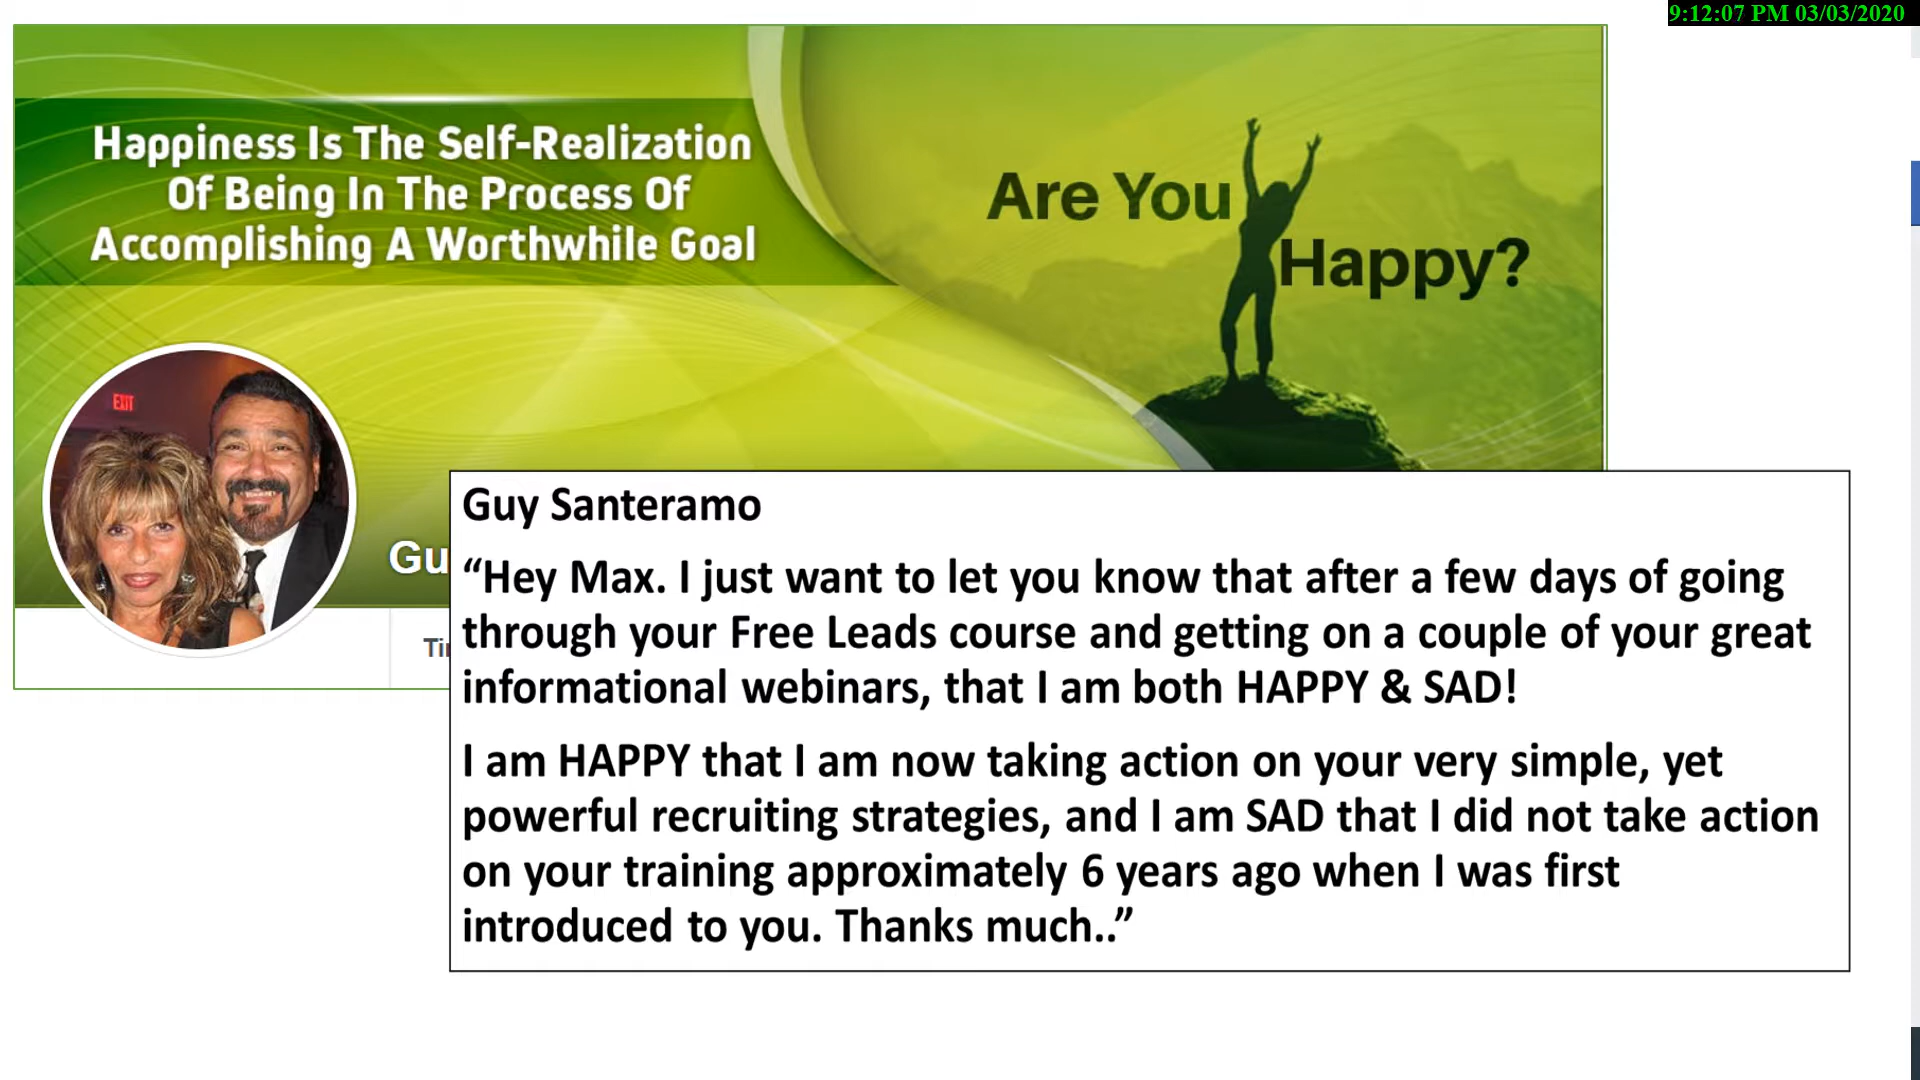 9:12:07 PM 03/03/2020
Happiness Is The Self-Realization
Of Being In The Process Of
Accomplishing A Worthwhile Goal
Are You
Happy?
EXIT
Gu
Guy Santeramo
“Hey Max. I just want to let you know that after a few days of going
through your Free Leads course and getting on a couple of your great
informational webinars, that I am both HAPPY & SAD!
I am HAPPY that I am now taking action on your very simple, yet
powerful recruiting strategies, and I am SAD that I did not take action
on your training approximately 6 years ago when I was first
introduced to you. Thanks much..”